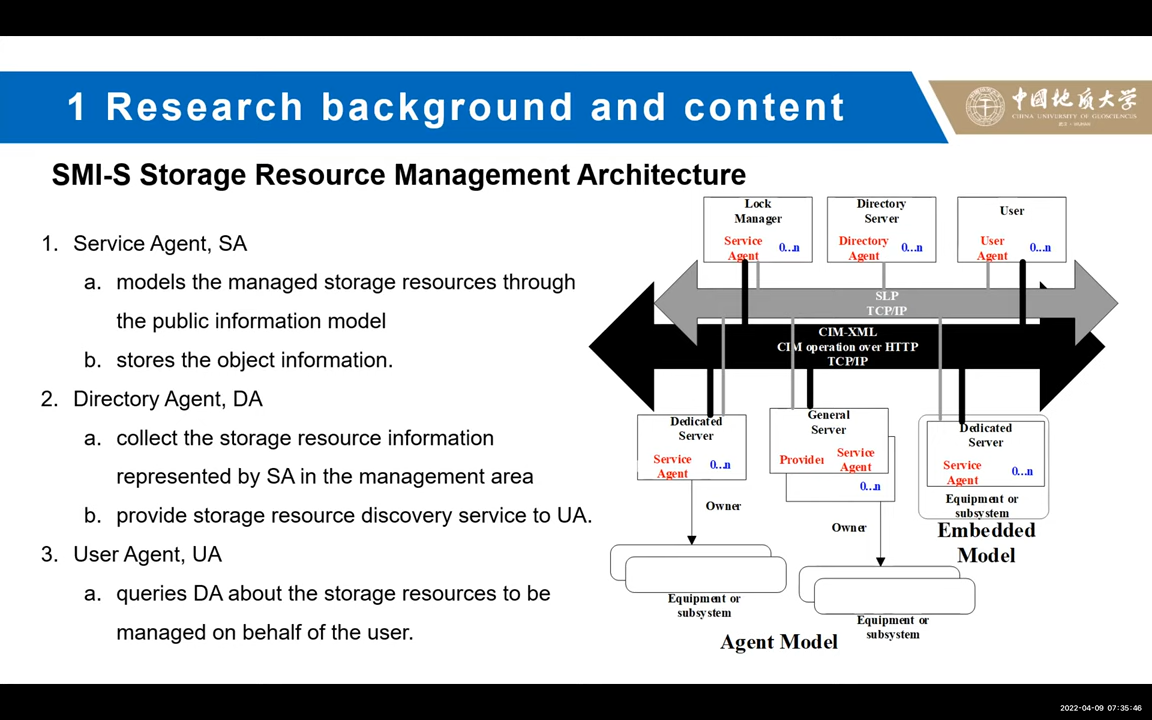 1 Research background and content
中国地质大学
CHINA UNIVERSITY OF GEOSCIENCES
SMI-S Storage Resource Management Architecture
1. Service Agent, SA
a. models the managed storage resources through
the public information model
b. stores the object information.
2. Directory Agent, DA
a. collect the storage resource information
represented by SA in the management area
b. provide storage resource discovery service to UA.
3. User Agent, UA
a. queries DA about the storage resources to be
managed on behalf of the user.
Lock
Manager
Service
Agent
0...n
Directory
Server
Directory
Agent
0...n
User
User
Agent
0...n
SLP
TCP/IP
CIM-XML
CIM operation over HTTP
TCP/IP
Dedicated
Server
Service
Agent
0...n
Owner
Equipment or
subsystem
General
Server
Provider
Service
Agent
0...n
Owner
Equipment or
subsystem
Agent Model
Dedicated
Server
Service
Agent
0...n
Equipment or
subsystem
Embedded
Model
2022-04-09 07:35:46